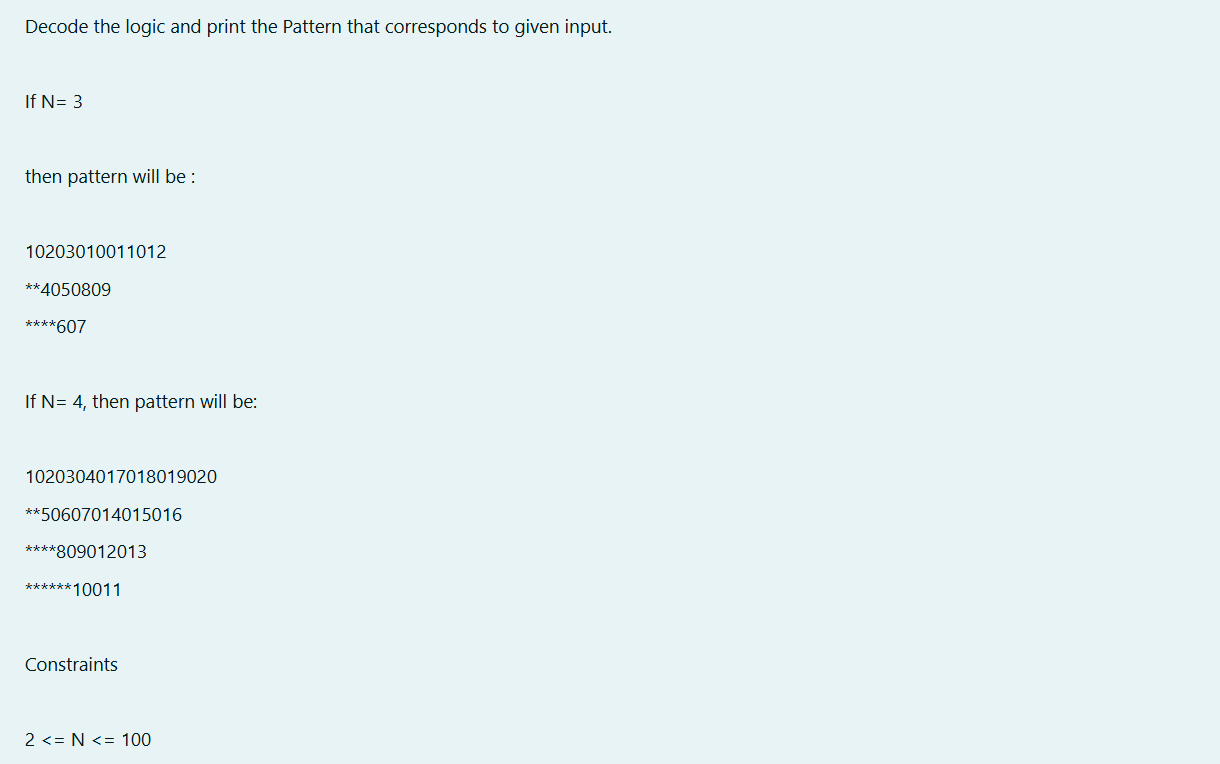 Decode the logic and print the Pattern that corresponds to given input.
If N= 3
then pattern will be :
10203010011012
**4050809
****607
If N= 4, then pattern will be:
1020304017018019020
**50607014015016
****809012013
******10011
Constraints
2 <= N <= 100